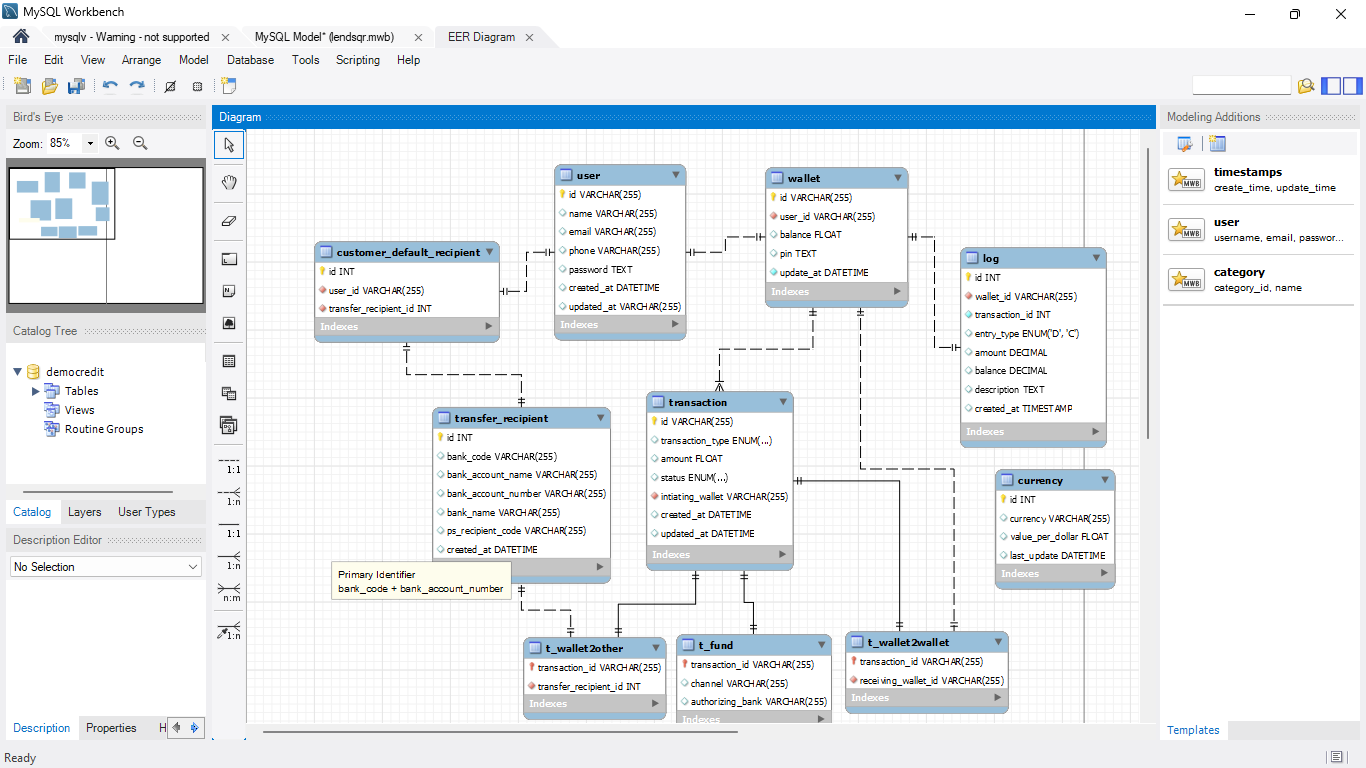 MySQL Workbench
mysqlv - Warning - not supported
MySQL Model* (lendsqr.mwb)
EER Diagram
File Edit View Arrange Model Database Tools Scripting Help
Bird's Eye
Zoom: 85%
Catalog Tree
democredit
Tables
Views
Routine Groups
Catalog Layers User Types
Description Editor
No Selection
Description Properties H
Ready
Diagram
1:1
1:n
1:1
1:n
n:m
1:n
customer_default_recipient
id INT
user_id VARCHAR(255)
transfer_recipient_id INT
Indexes
user
id VARCHAR(255)
name VARCHAR(255)
email VARCHAR(255)
phone VARCHAR(255)
password TEXT
created_at DATETIME
updated_at VARCHAR(255)
Indexes
wallet
id VARCHAR(255)
user_id VARCHAR(255)
balance FLOAT
pin TEXT
update_at DATETIME
Indexes
log
id INT
wallet_id VARCHAR(255)
transaction_id INT
entry_type ENUM('D', 'C')
amount DECIMAL
balance DECIMAL
description TEXT
created_at TIMESTAMP
Indexes
transfer_recipient
id INT
bank_code VARCHAR(255)
bank_account_name VARCHAR(255)
bank_account_number VARCHAR(255)
bank_name VARCHAR(255)
ps_recipient_code VARCHAR(255)
created_at DATETIME
Primary Identifier
bank_code + bank_account_number
transaction
id VARCHAR(255)
transaction_type ENUM(...)
amount FLOAT
status ENUM(...)
intiating_wallet VARCHAR(255)
created_at DATETIME
updated_at DATETIME
Indexes
currency
id INT
currency VARCHAR(255)
value_per_dollar FLOAT
last_update DATETIME
Indexes
t_wallet2other
transaction_id VARCHAR(255)
transfer_recipient_id INT
Indexes
t_fund
transaction_id VARCHAR(255)
channel VARCHAR(255)
authorizing_bank VARCHAR(255)
Indexes
t_wallet2wallet
transaction_id VARCHAR(255)
receiving_wallet_id VARCHAR(255)
Indexes
Modeling Additions
MWB
timestamps
create_time, update_time
MWB
user
username, email, passwor...
MWB
category
category_id, name
Templates